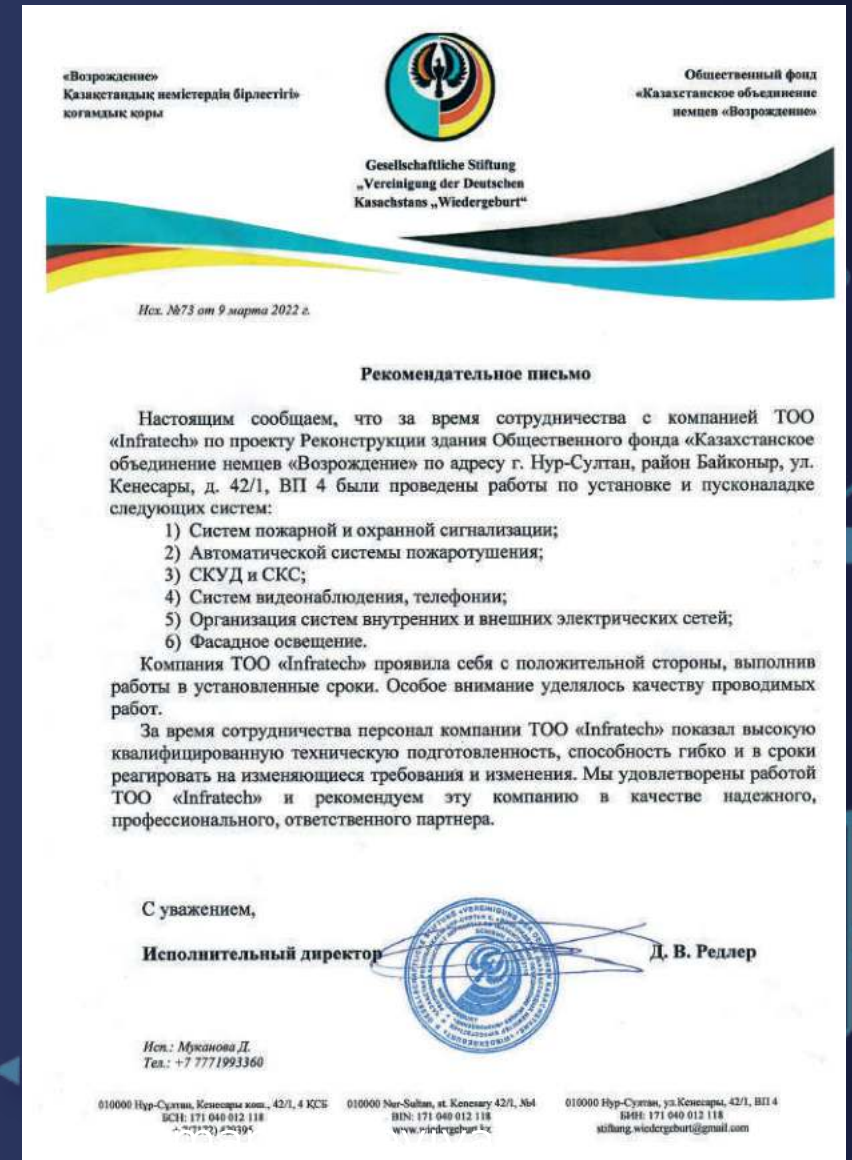 «Возрождение»
Қазақстандық немістердің бірлестігі»
қоғамдық қоры
Общественный фонд
«Казахстанское объединение
немцев «Возрождение»
Gesellschaftliche Stiftung
„Vereinigung der Deutschen
Kasachstans „Wiedergeburt“
Исх. №73 от 9 марта 2022 г.
Рекомендательное письмо
Настоящим сообщаем, что за время сотрудничества с компанией ТОО
«Infratech» по проекту Реконструкции здания Общественного фонда «Казахстанское
объединение немцев «Возрождение» по адресу г. Нур-Султан, район Байконыр, ул.
Кенесары, д. 42/1, ВП 4 были проведены работы по установке и пусконаладке
следующих систем:
1) Систем пожарной и охранной сигнализации;
2) Автоматической системы пожаротушения;
3) СКУД и СКС;
4) Систем видеонаблюдения, телефонии;
5) Организация систем внутренних и внешних электрических сетей;
6) Фасадное освещение.
Компания ТОО «Infratech» проявила себя с положительной стороны, выполнив
работы в установленные сроки. Особое внимание уделялось качеству проводимых
работ.
За время сотрудничества персонал компании ТОО «Infratech» показал высокую
квалифицированную техническую подготовленность, способность гибко и в сроки
реагировать на изменяющиеся требования и изменения. Мы удовлетворены работой
ТОО «Infratech» и рекомендуем эту компанию в качестве надежного,
профессионального, ответственного партнера.
С уважением,
Исполнительный директор
Д. В. Редлер
Исп.: Муканова Д.
Тел.: +7 7771993360
010000 Нұр-Сұлтан, Кенесары көш., 42/1, 4 ҚСБ
БСН: 171 040 012 118
010000 Nur-Sultan, st. Kenesary 42/1, №4
BIN: 171 040 012 118
www.wiedergeburt.kz
010000 Нур-Султан, ул.Кенесары, 42/1, ВП 4
БИН: 171 040 012 118
stiftung.wiedergeburt@gmail.com